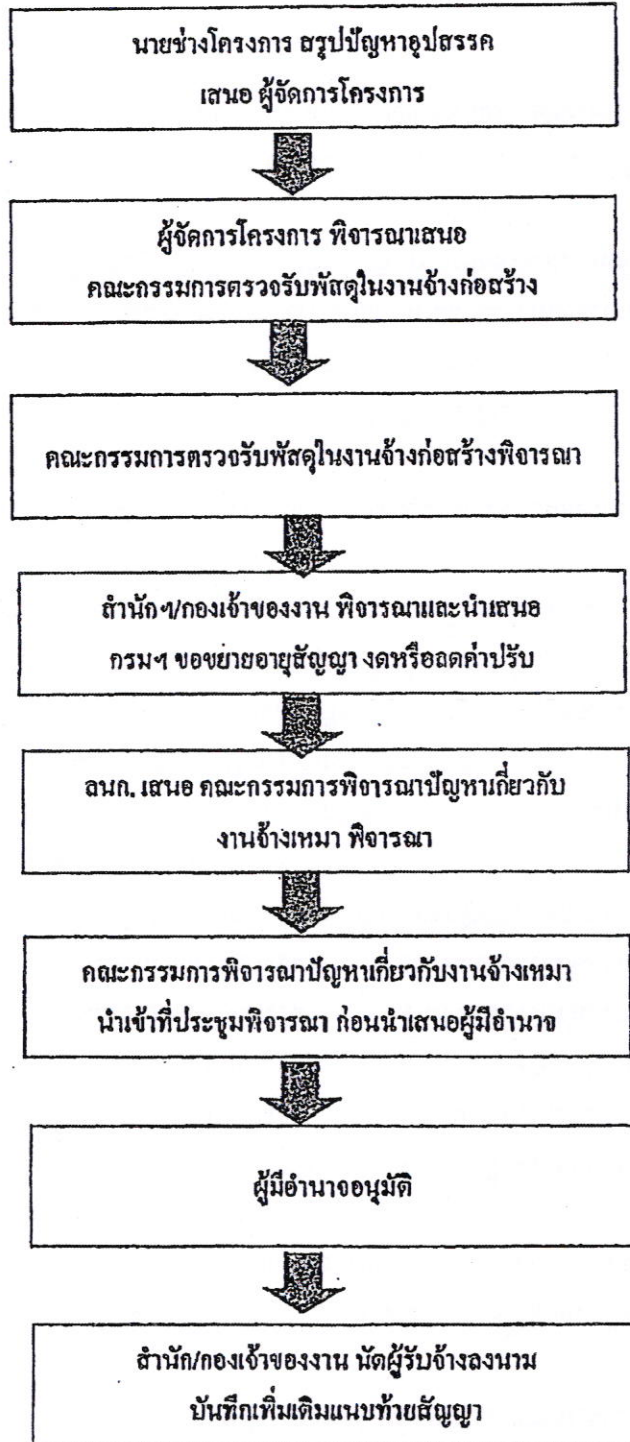 นายช่างโครงการ สรุปปัญหาอุปสรรค
เสนอ ผู้จัดการโครงการ
ผู้จัดการโครงการ พิจารณาเสนอ
คณะกรรมการตรวจรับพัสดุในงานจ้างก่อสร้าง
คณะกรรมการตรวจรับพัสดุในงานจ้างก่อสร้างพิจารณา
สำนักฯ/กองเจ้าของงาน พิจารณาและนำเสนอ
กรมฯ ขอขยายอายุสัญญา งดหรือลดค่าปรับ
ลนก. เสนอ คณะกรรมการพิจารณาปัญหาเกี่ยวกับ
งานจ้างเหมา พิจารณา
คณะกรรมการพิจารณาปัญหาเกี่ยวกับงานจ้างเหมา
นำเข้าที่ประชุมพิจารณา ก่อนนำเสนอผู้มีอำนาจ
ผู้มีอำนาจอนุมัติ
สำนัก/กองเจ้าของงาน นัดผู้รับจ้างลงนาม
บันทึกเพิ่มเติมแนบท้ายสัญญา